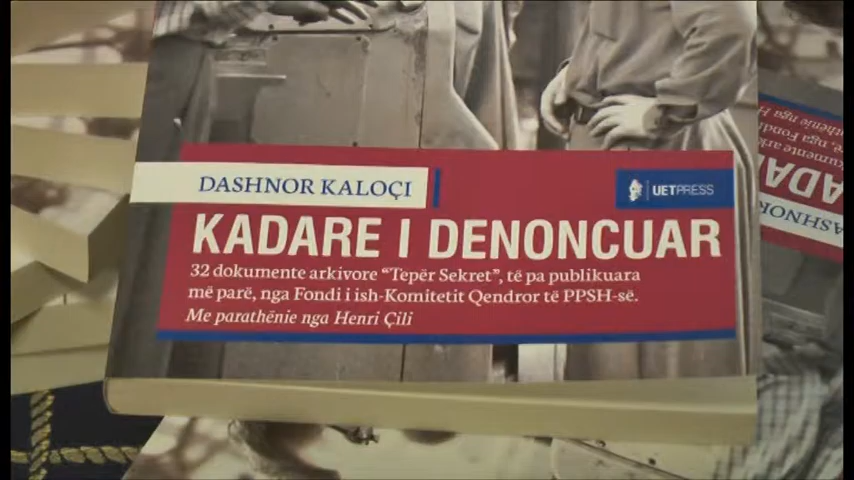 DASHNOR KALOÇI
UETPRESS
KADARE I DENONCUAR
32 dokumente arkivore “Tepër Sekret”, të pa publikuara
më parë, nga Fondi i ish-Komitetit Qendror të PPSH-së.
Me parathënie nga Henri Çili